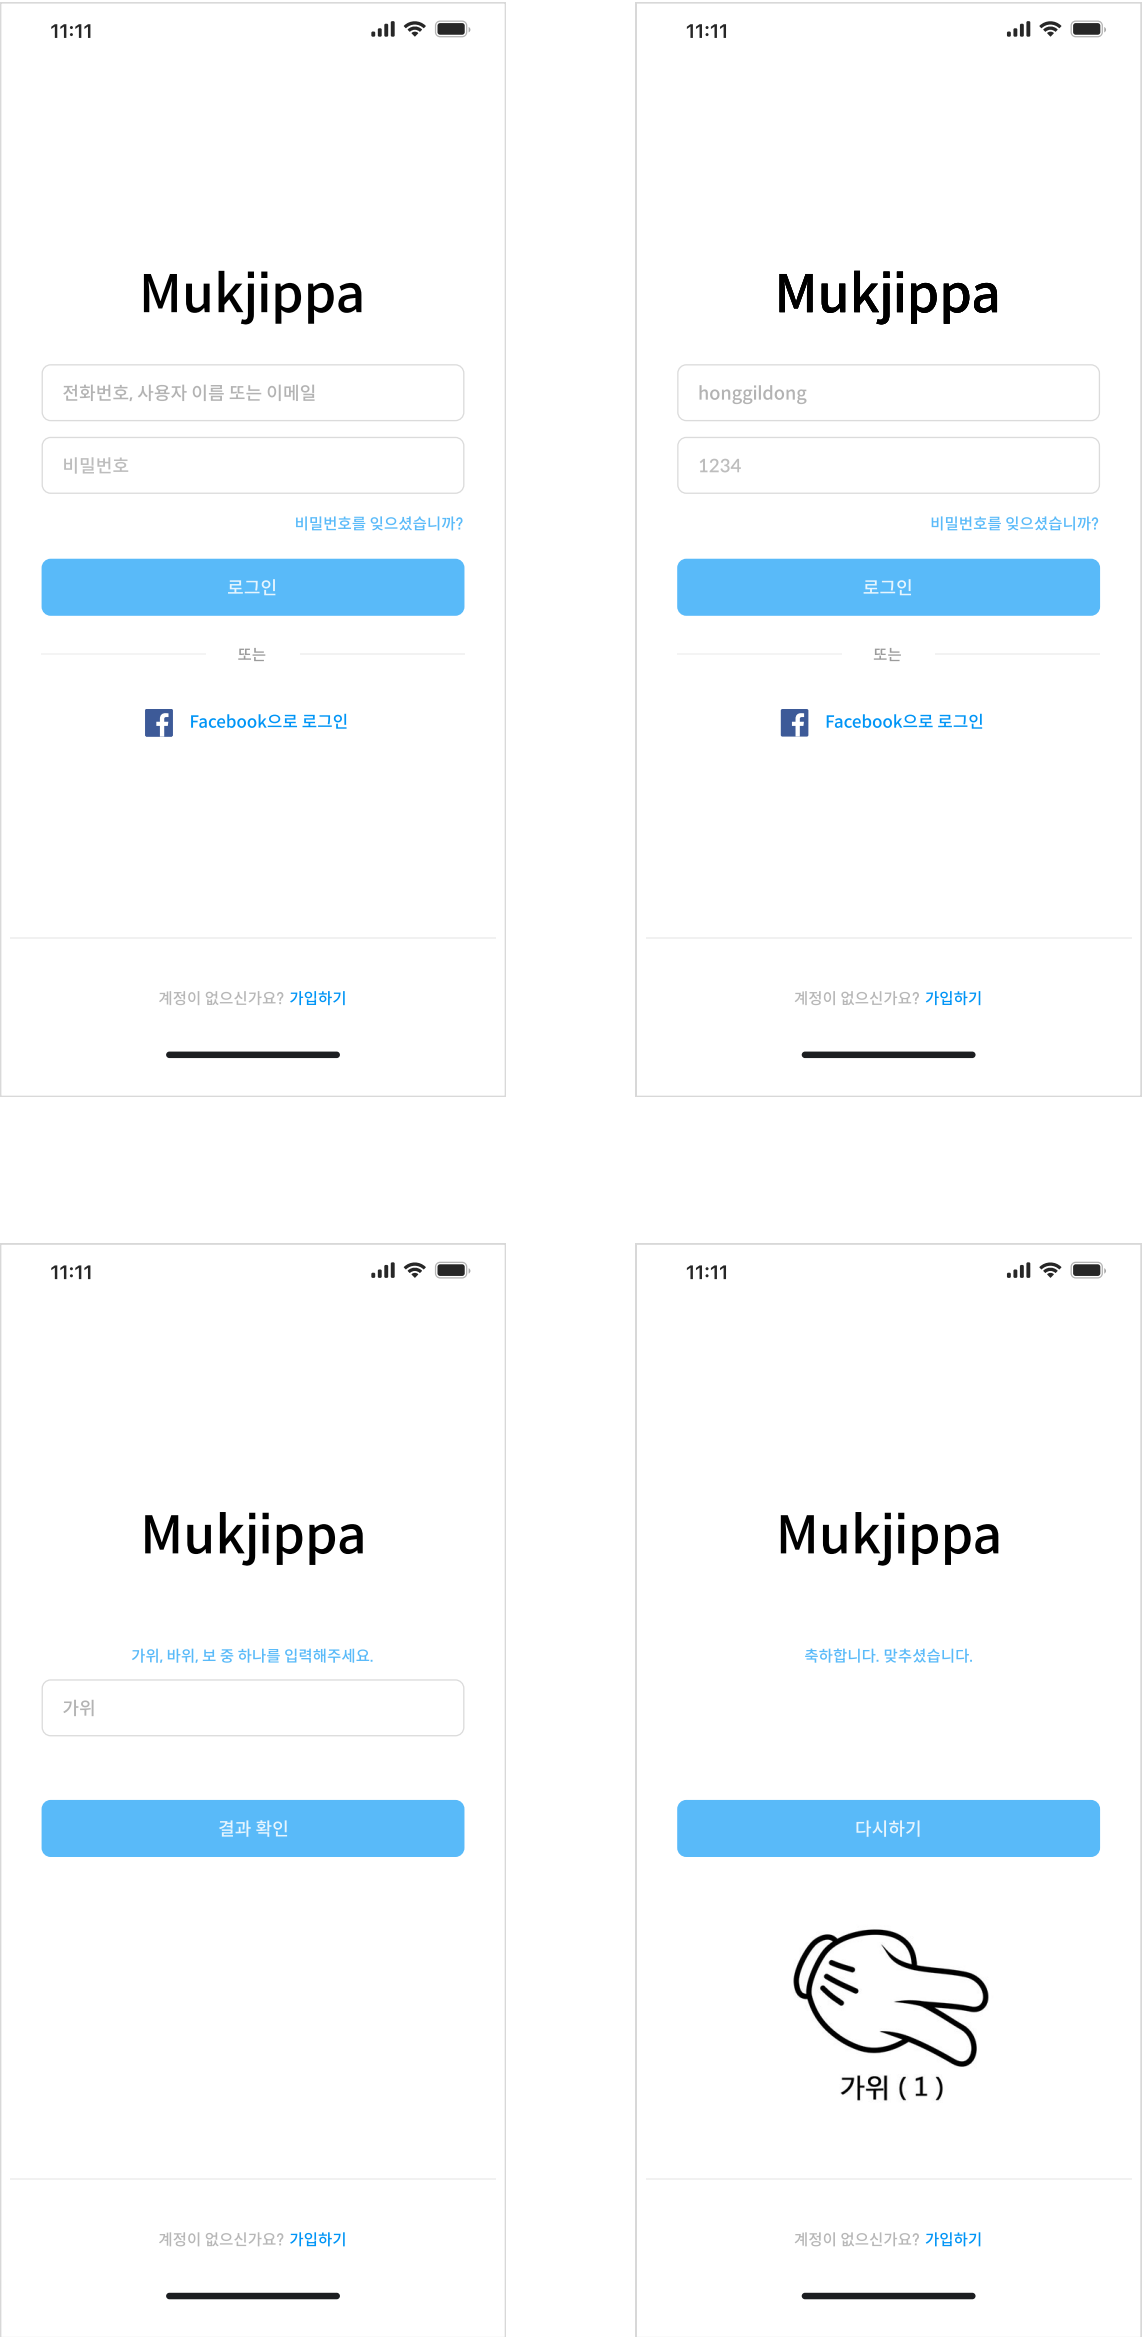 11:11
Mukjippa
전화번호, 사용자 이름 또는 이메일
비밀번호
비밀번호를 잊으셨습니까?
로그인
또는
Facebook으로 로그인
계정이 없으신가요? 가입하기
11:11
Mukjippa
honggildong
1234
비밀번호를 잊으셨습니까?
로그인
또는
Facebook으로 로그인
계정이 없으신가요? 가입하기
11:11
Mukjippa
가위, 바위, 보 중 하나를 입력해주세요.
가위
결과 확인
계정이 없으신가요? 가입하기
11:11
Mukjippa
축하합니다. 맞추셨습니다.
다시하기
가위 ( 1 )
계정이 없으신가요? 가입하기